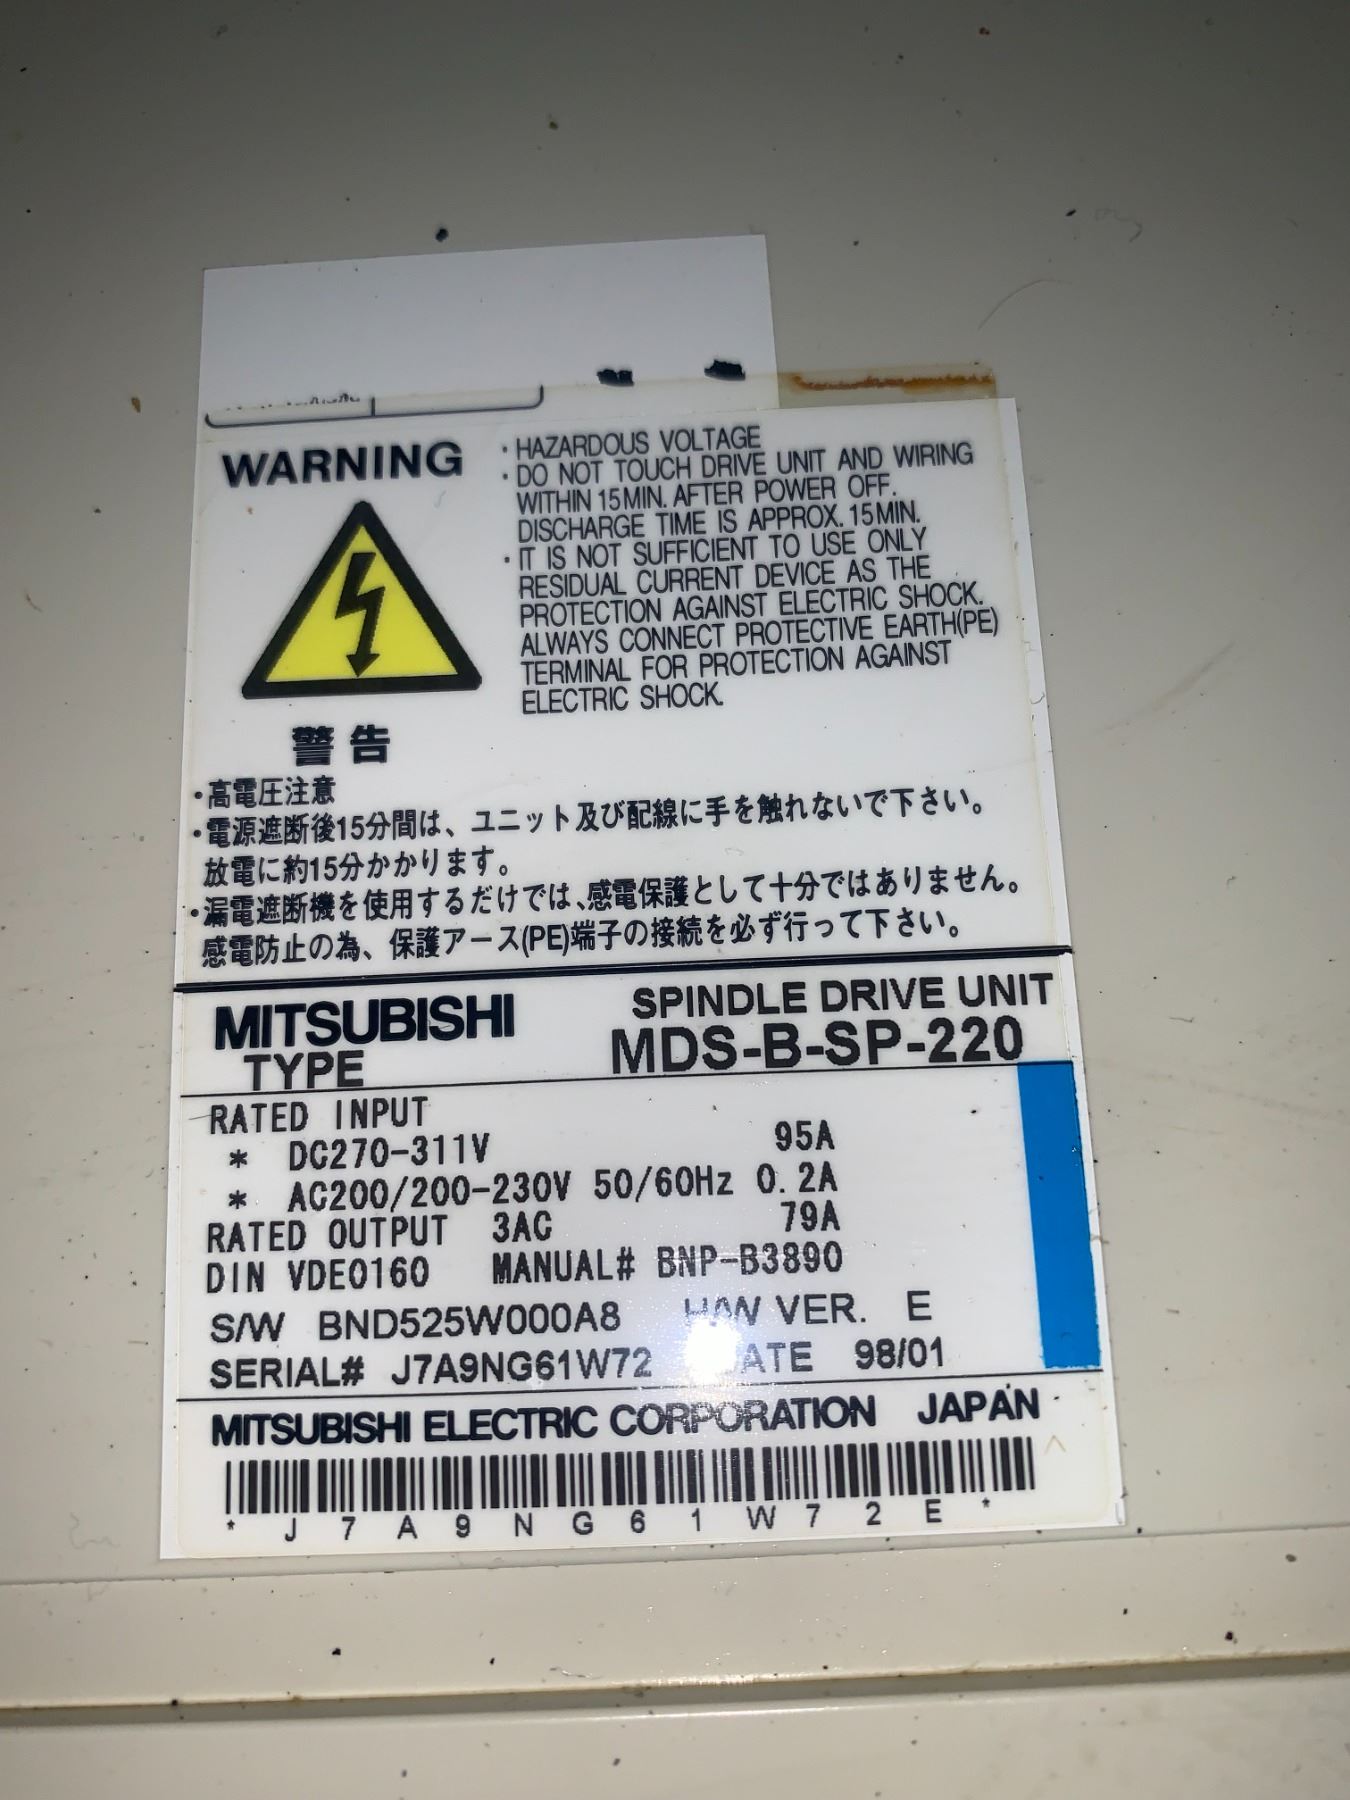 WARNING
・HAZARDOUS VOLTAGE
・DO NOT TOUCH DRIVE UNIT AND WIRING
WITHIN 15MIN. AFTER POWER OFF.
DISCHARGE TIME IS APPROX. 15MIN.
・IT IS NOT SUFFICIENT TO USE ONLY
RESIDUAL CURRENT DEVICE AS THE
PROTECTION AGAINST ELECTRIC SHOCK.
ALWAYS CONNECT PROTECTIVE EARTH(PE)
TERMINAL FOR PROTECTION AGAINST
ELECTRIC SHOCK.
警告
・高電圧注意
・電源遮断後15分間は、ユニット及び配線に手を触れないで下さい。
放電に約15分かかります。
・漏電遮断機を使用するだけでは、感電保護として十分ではありません。
感電防止の為、保護アース(PE)端子の接続を必ず行って下さい。
MITSUBISHI SPINDLE DRIVE UNIT
TYPE MDS-B-SP-220
RATED INPUT
* DC270-311V 95A
* AC200/200-230V 50/60Hz 0.2A
RATED OUTPUT 3AC 79A
DIN VDE0160 MANUAL# BNP-B3890
S/W BND525W000A8 H/W VER. E
SERIAL# J7A9NG61W72 DATE 98/01
MITSUBISHI ELECTRIC CORPORATION JAPAN
* J 7 A 9 N G 6 1 W 7 2 E *